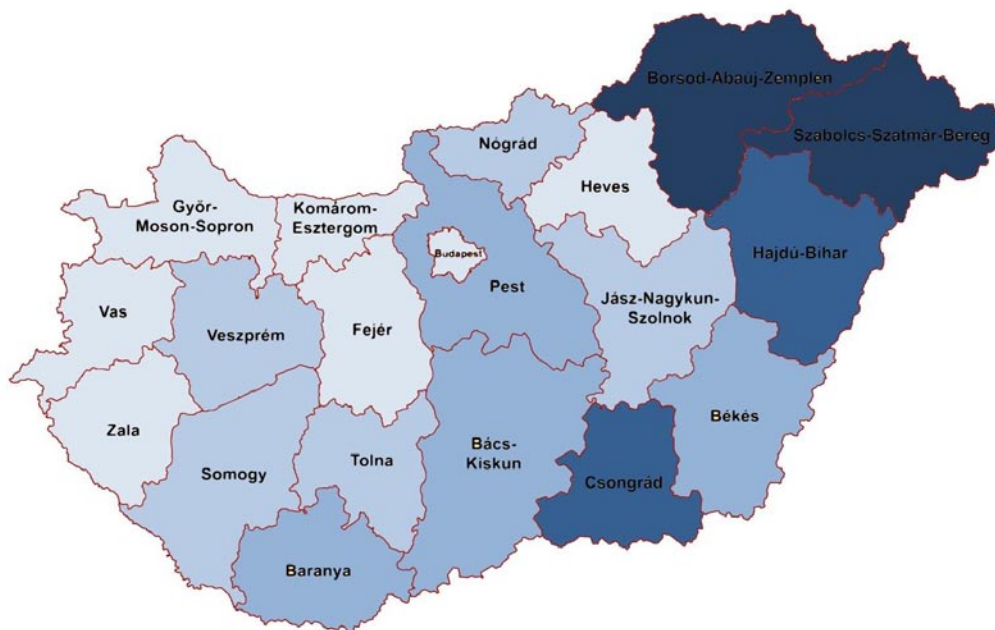 Borsod-Abaúj-Zemplén
Szabolcs-Szatmár-Bereg
Nógrád
Heves
Győr-
Moson-Sopron
Komárom-
Esztergom
Budapest
Hajdú-Bihar
Pest
Jász-Nagykun-
Szolnok
Vas
Veszprém
Fejér
Békés
Zala
Bács-
Kiskun
Tolna
Somogy
Csongrád
Baranya